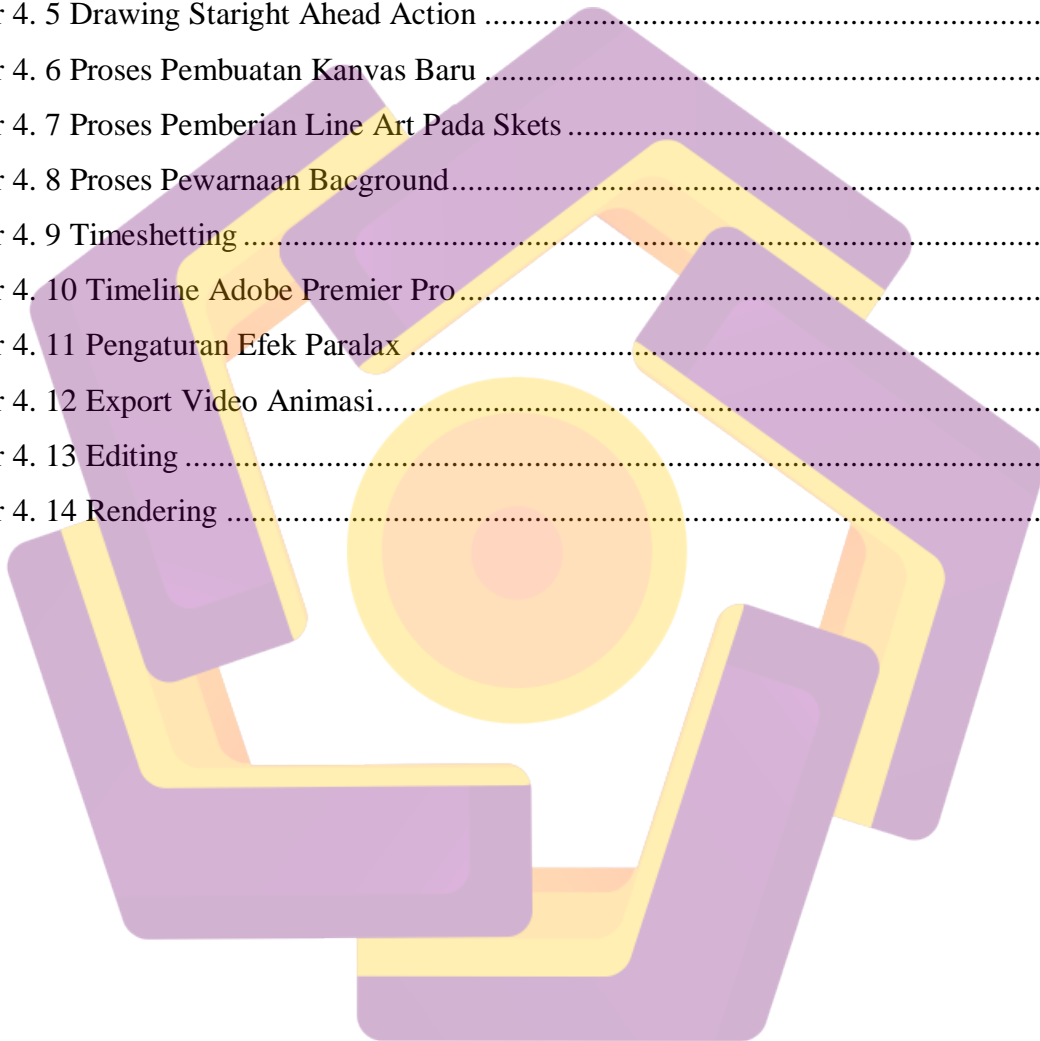 r 4. 5 Drawing Staright Ahead Action ................................................................
r 4. 6 Proses Pembuatan Kanvas Baru ................................................................
r 4. 7 Proses Pemberian Line Art Pada Skets ........................................................
r 4. 8 Proses Pewarnaan Bacground.....................................................................
r 4. 9 Timeshetting ..............................................................................................
r 4. 10 Timeline Adobe Premier Pro....................................................................
r 4. 11 Pengaturan Efek Paralax ..........................................................................
r 4. 12 Export Video Animasi..............................................................................
r 4. 13 Editing .....................................................................................................
r 4. 14 Rendering ................................................................................................